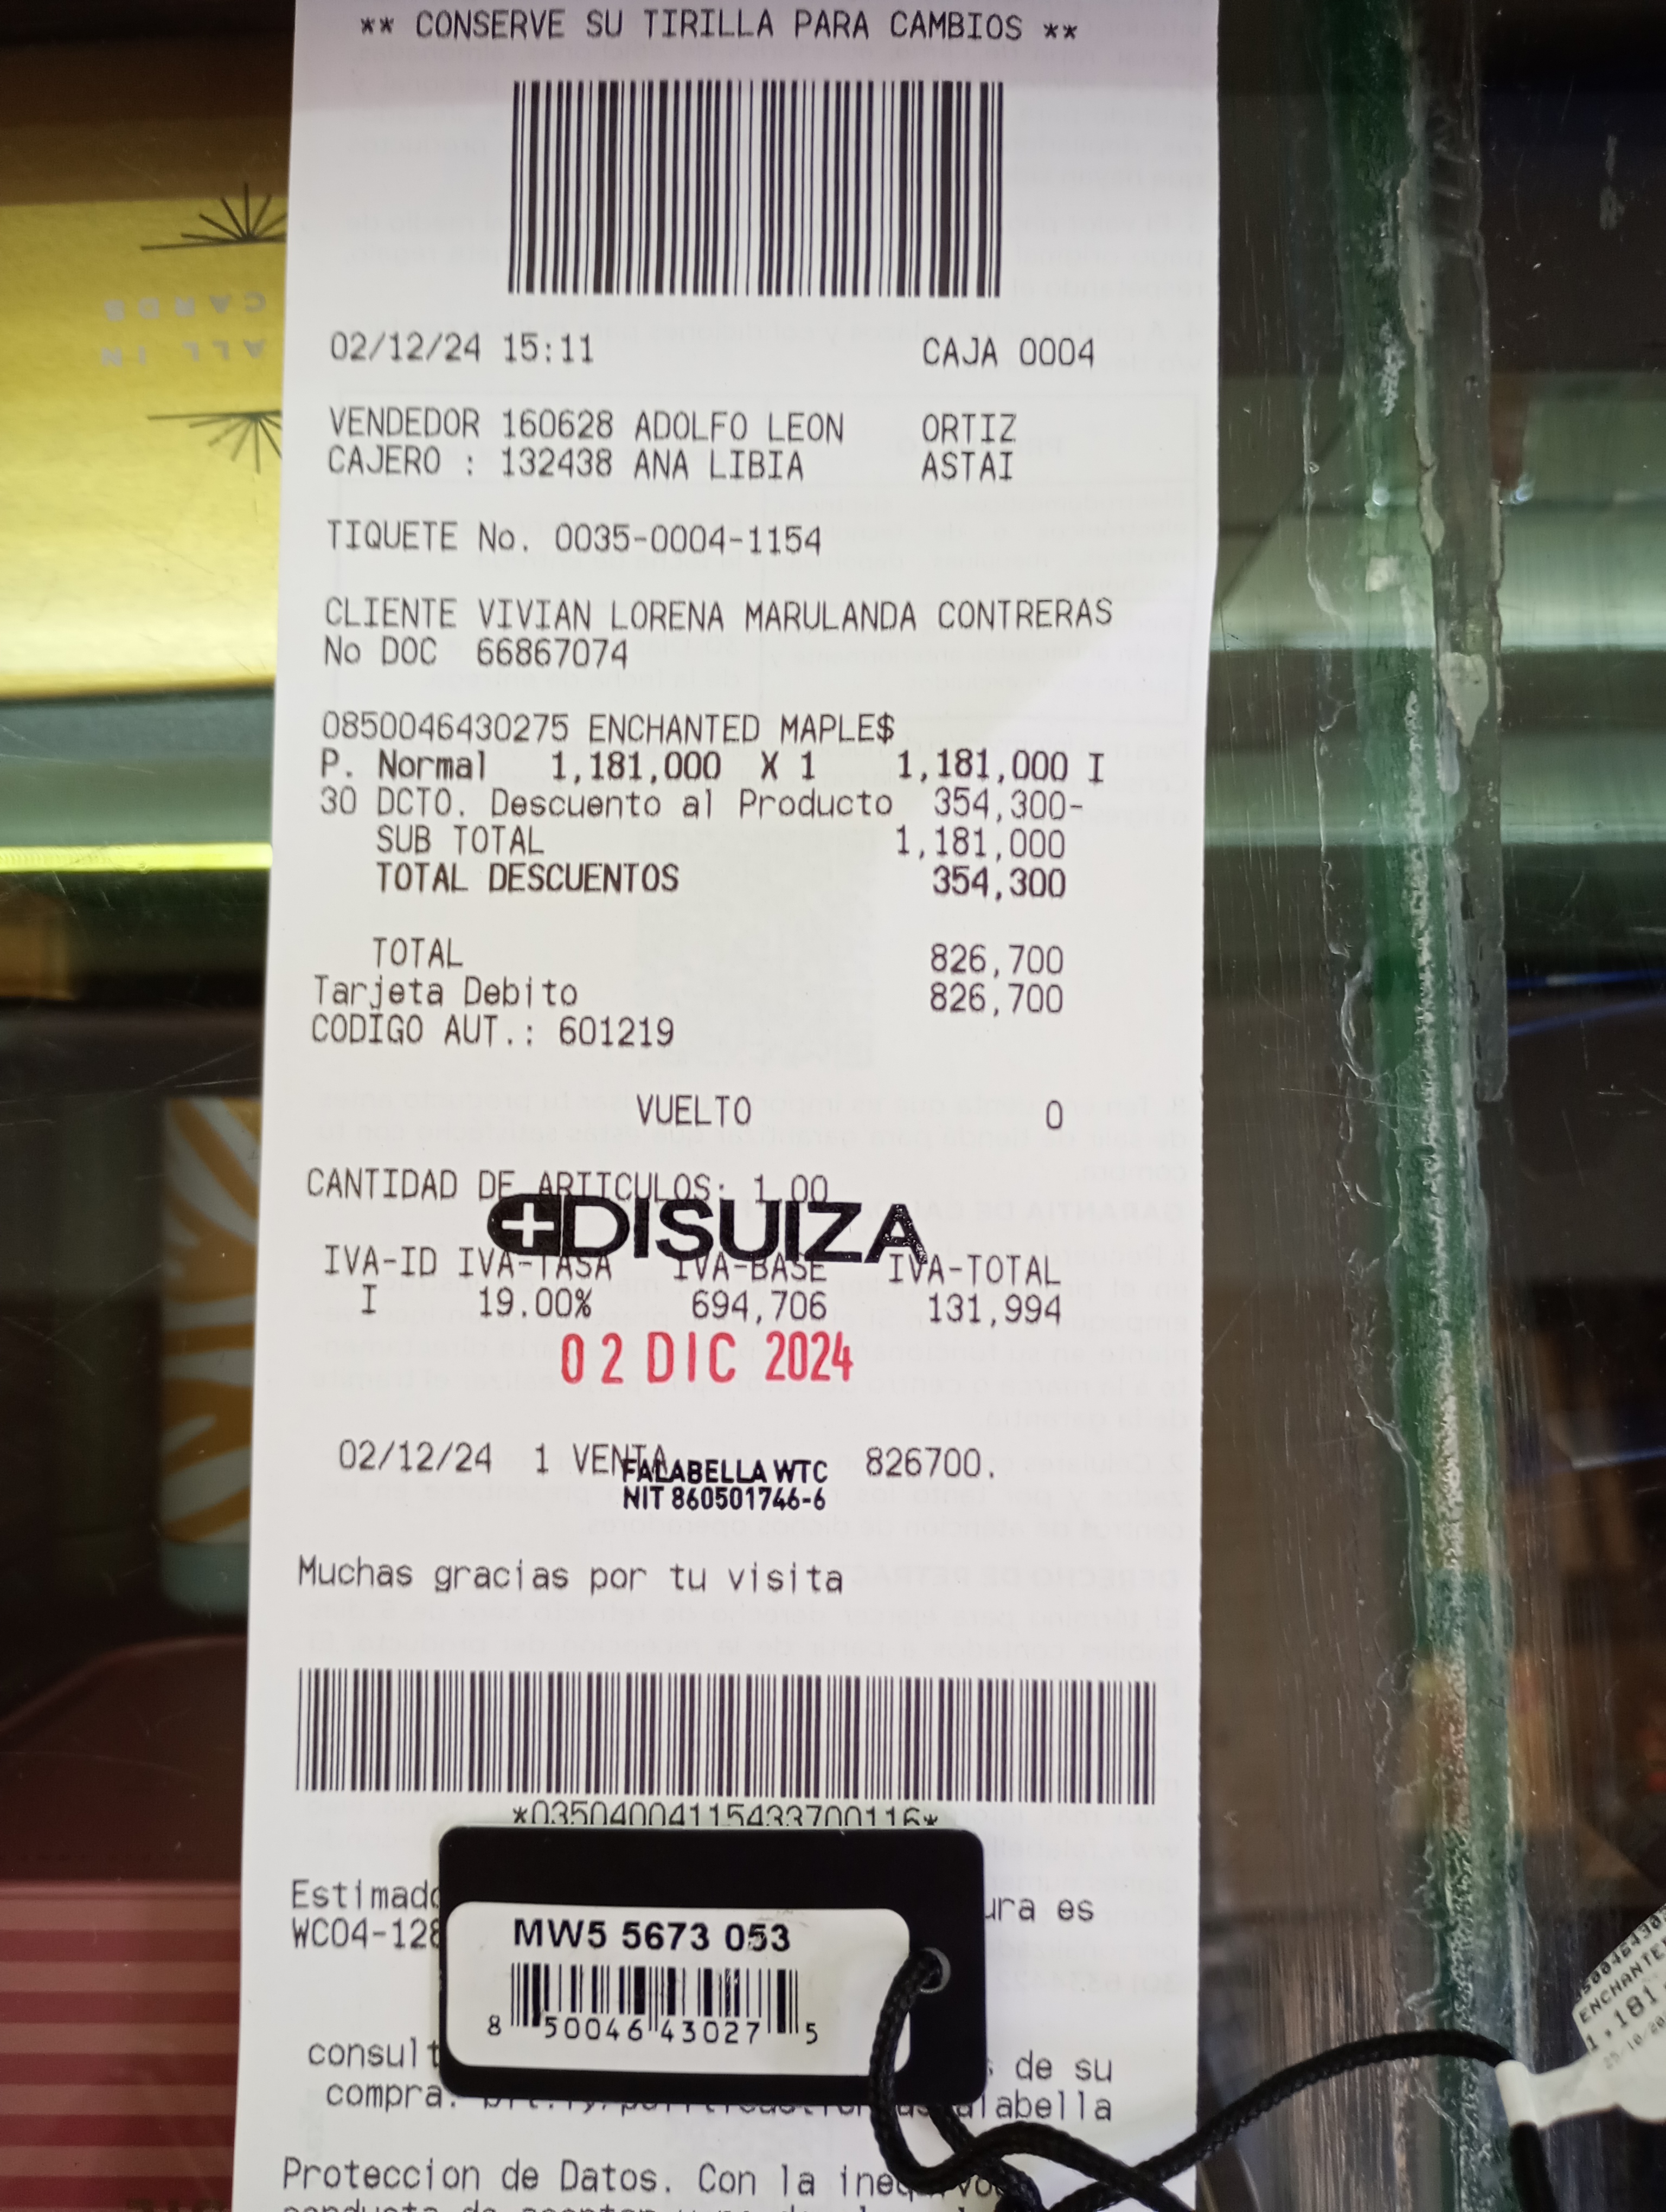 ** CONSERVE SU TIRILLA PARA CAMBIOS **
02/12/24 15:11 CAJA 0004
VENDEDOR 160628 ADOLFO LEON ORTIZ
CAJERO : 132438 ANA LIBIA ASTAI
TIQUETE No. 0035-0004-1154
CLIENTE VIVIAN LORENA MARULANDA CONTRERAS
No DOC 66867074
0850046430275 ENCHANTED MAPLE$
P. Normal 1,181,000 X 1 1,181,000 I
30 DCTO. Descuento al Producto 354,300-
SUB TOTAL 1,181,000
TOTAL DESCUENTOS 354,300
TOTAL 826,700
Tarjeta Debito 826,700
CODIGO AUT.: 601219
VUELTO 0
CANTIDAD DE ARTICULOS: 1.00
DISUIZA
IVA-ID IVA-TASA IVA-BASE IVA-TOTAL
I 19.00% 694,706 131,994
02 DIC 2024
02/12/24 1 VENTA 826700.
FALABELLA WTC
NIT 860501746-6
Muchas gracias por tu visita
*03504004115433700116*
ura es
WC04-128
MW5 5673 053
8 50046 43027 5
consult de su
compra. alabella
Proteccion de Datos. Con la
ALL IN
CARDS
ENCHANTE